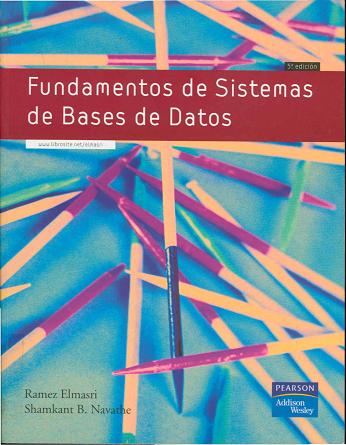 5ª edición
Fundamentos de Sistemas
de Bases de Datos
www.librosite.net/elmasri
Ramez Elmasri
Shamkant B. Navathe
PEARSON
Addison
Wesley